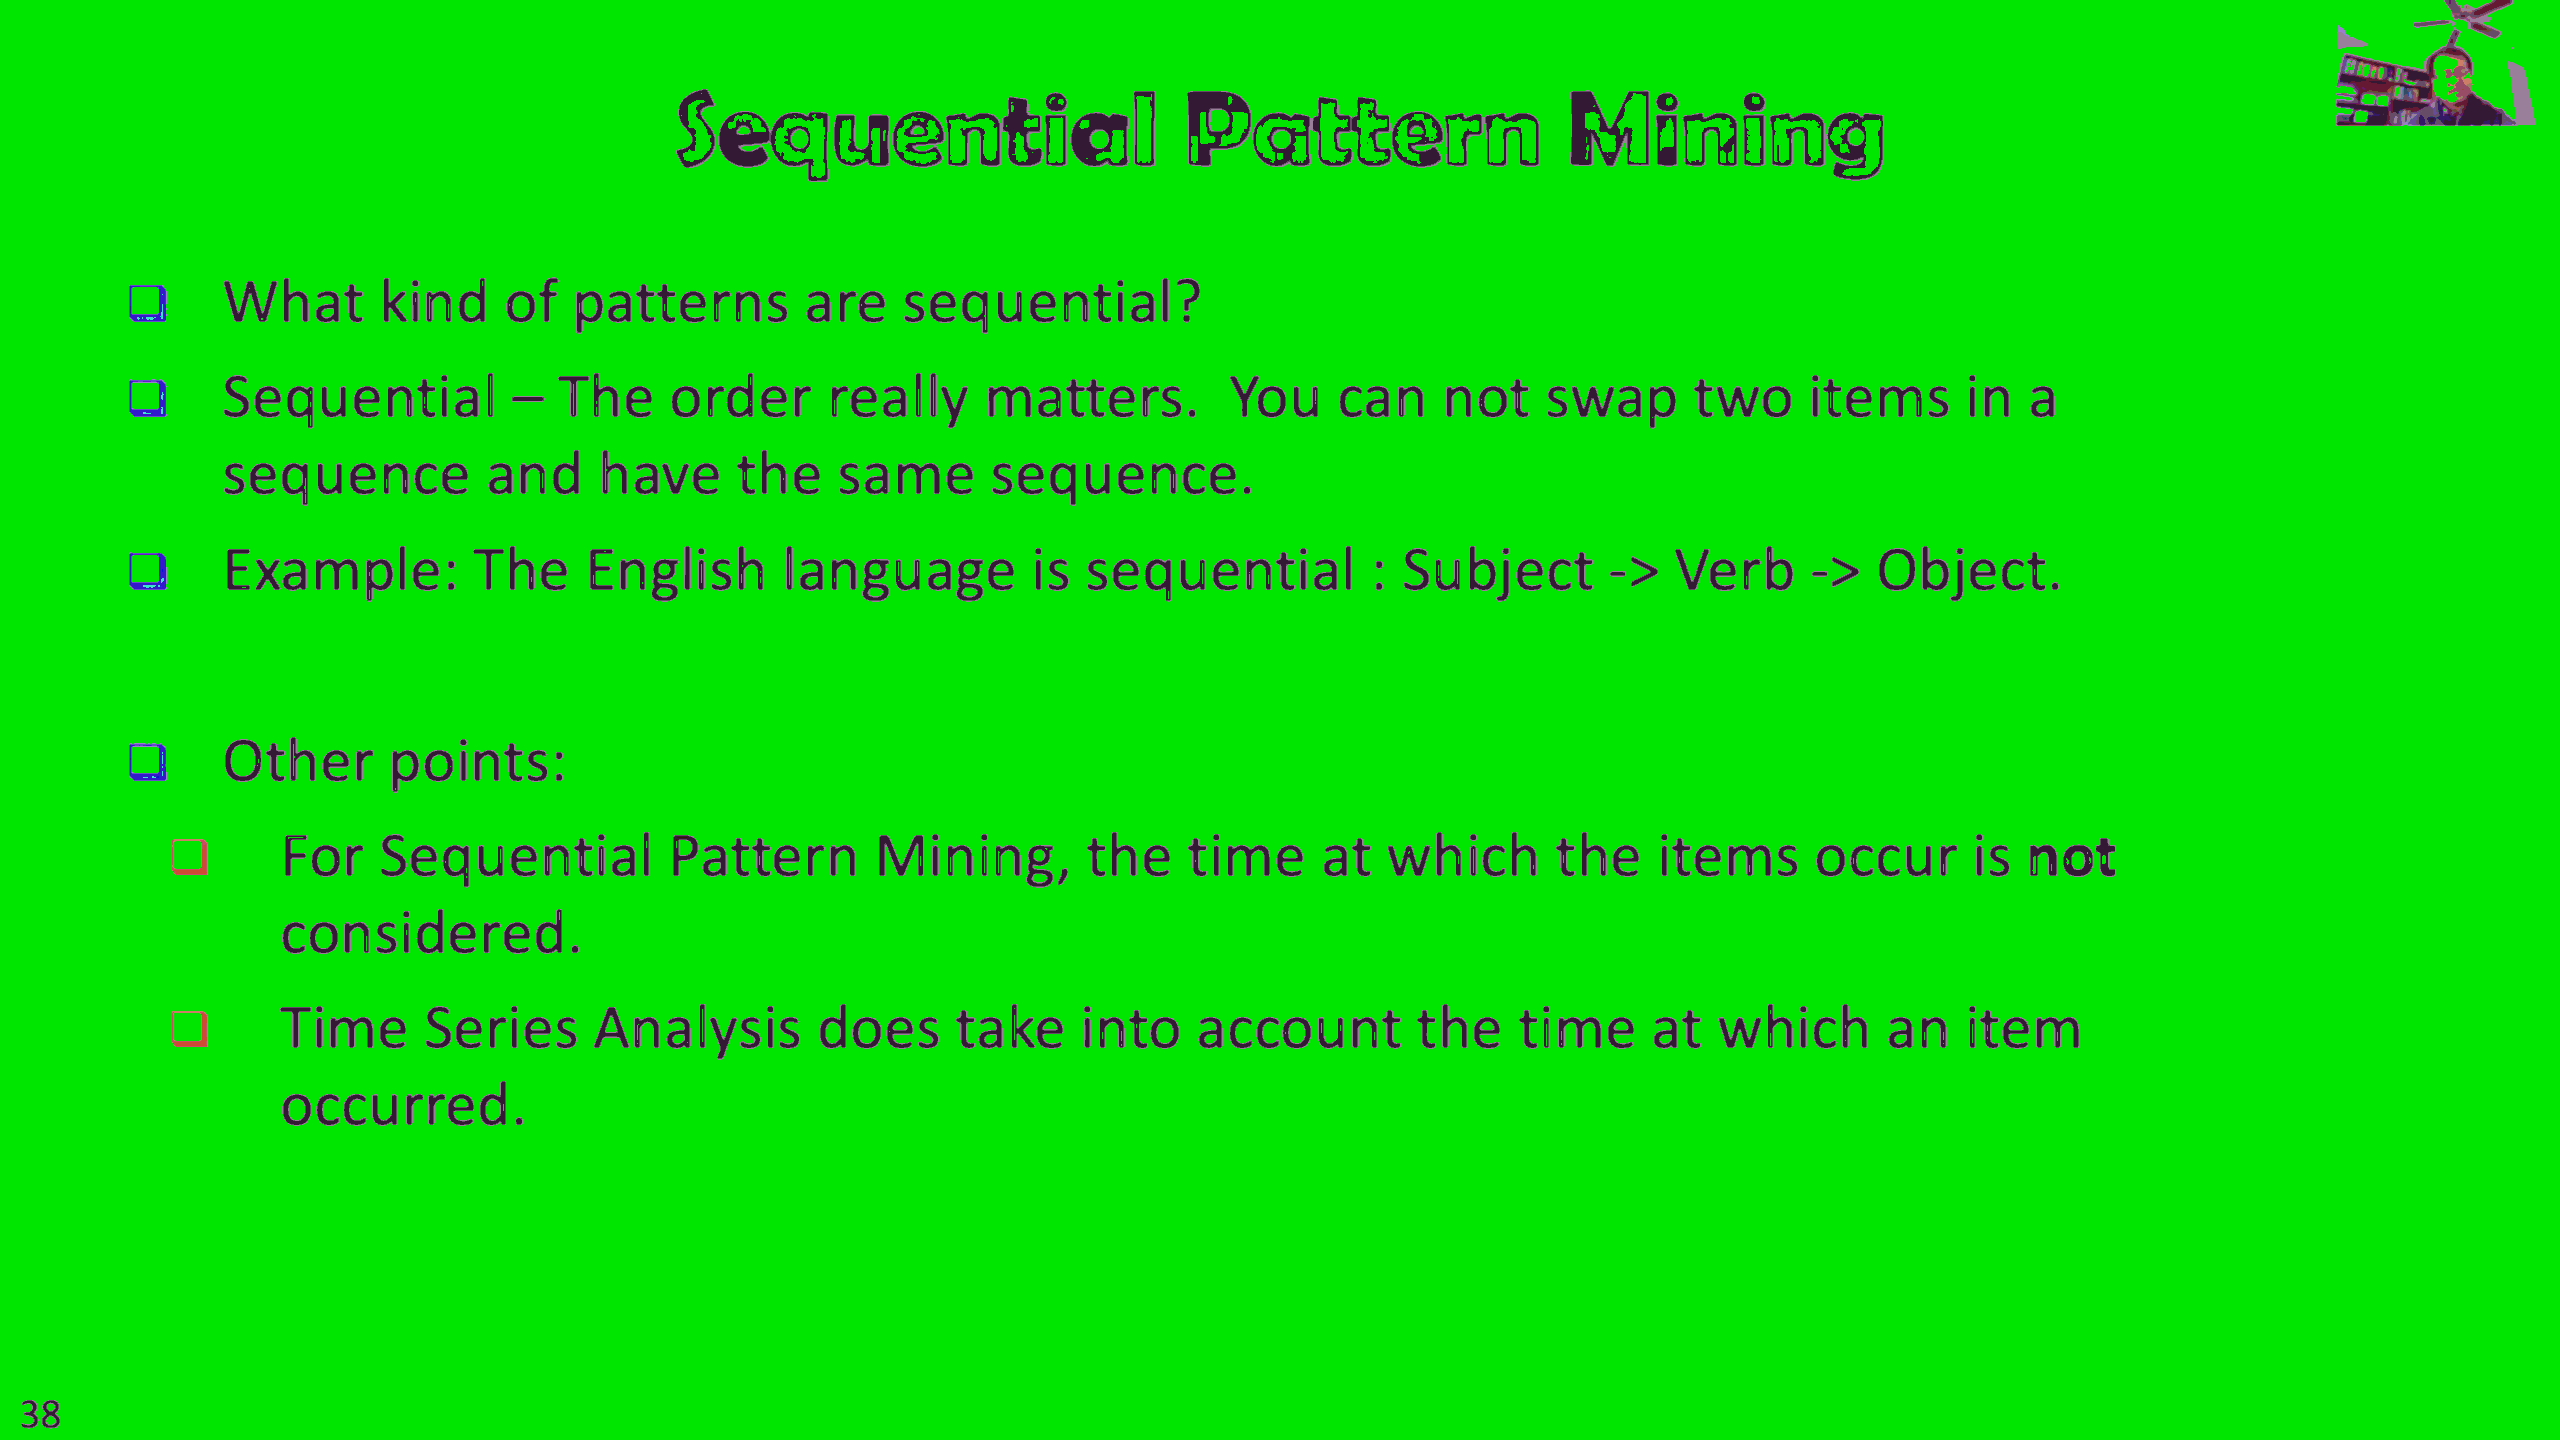 Sequential Pattern Mining
What kind of patterns are sequential?
Sequential – The order really matters.  You can not swap two items in a
sequence and have the same sequence.
Example: The English language is sequential : Subject -> Verb -> Object.
Other points:
For Sequential Pattern Mining, the time at which the items occur is not
considered.
Time Series Analysis does take into account the time at which an item
occurred.
38